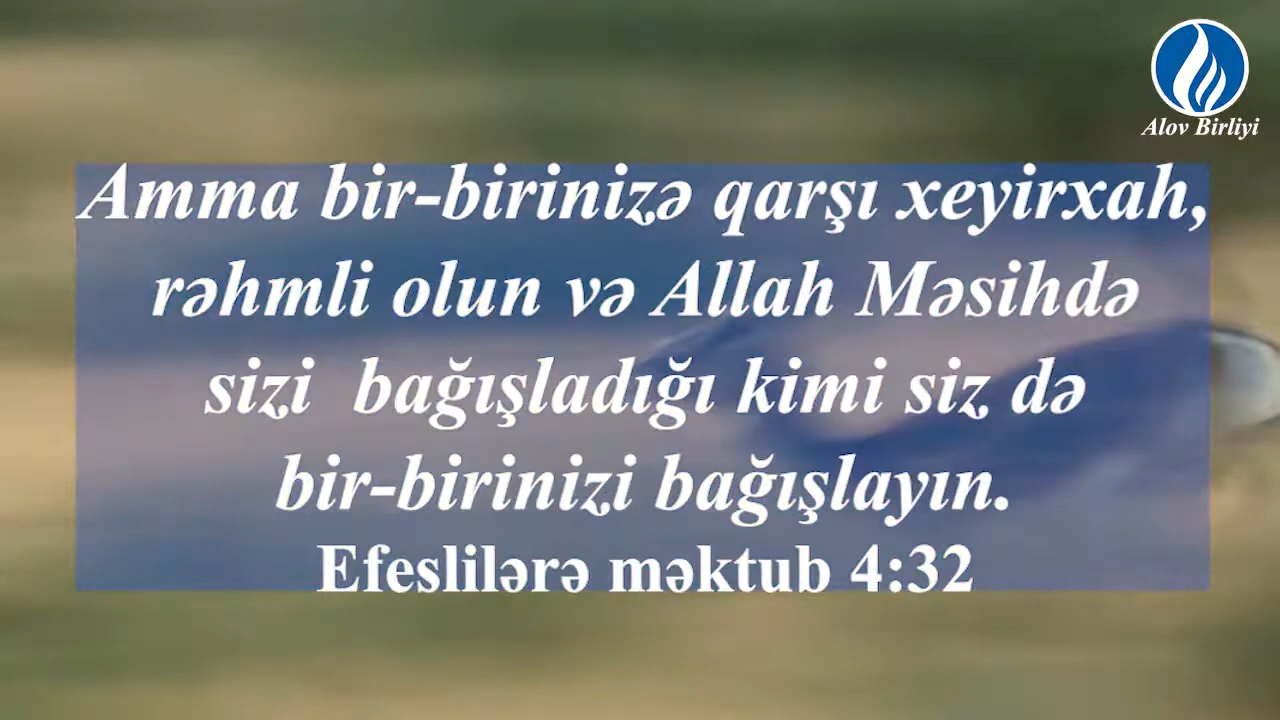 Alov Birliyi
Amma bir-birinizə qarşı xeyirxah,
rəhmli olun və Allah Məsihdə
sizi  bağışladığı kimi siz də
bir-birinizi bağışlayın.
Efeslilərə məktub 4:32